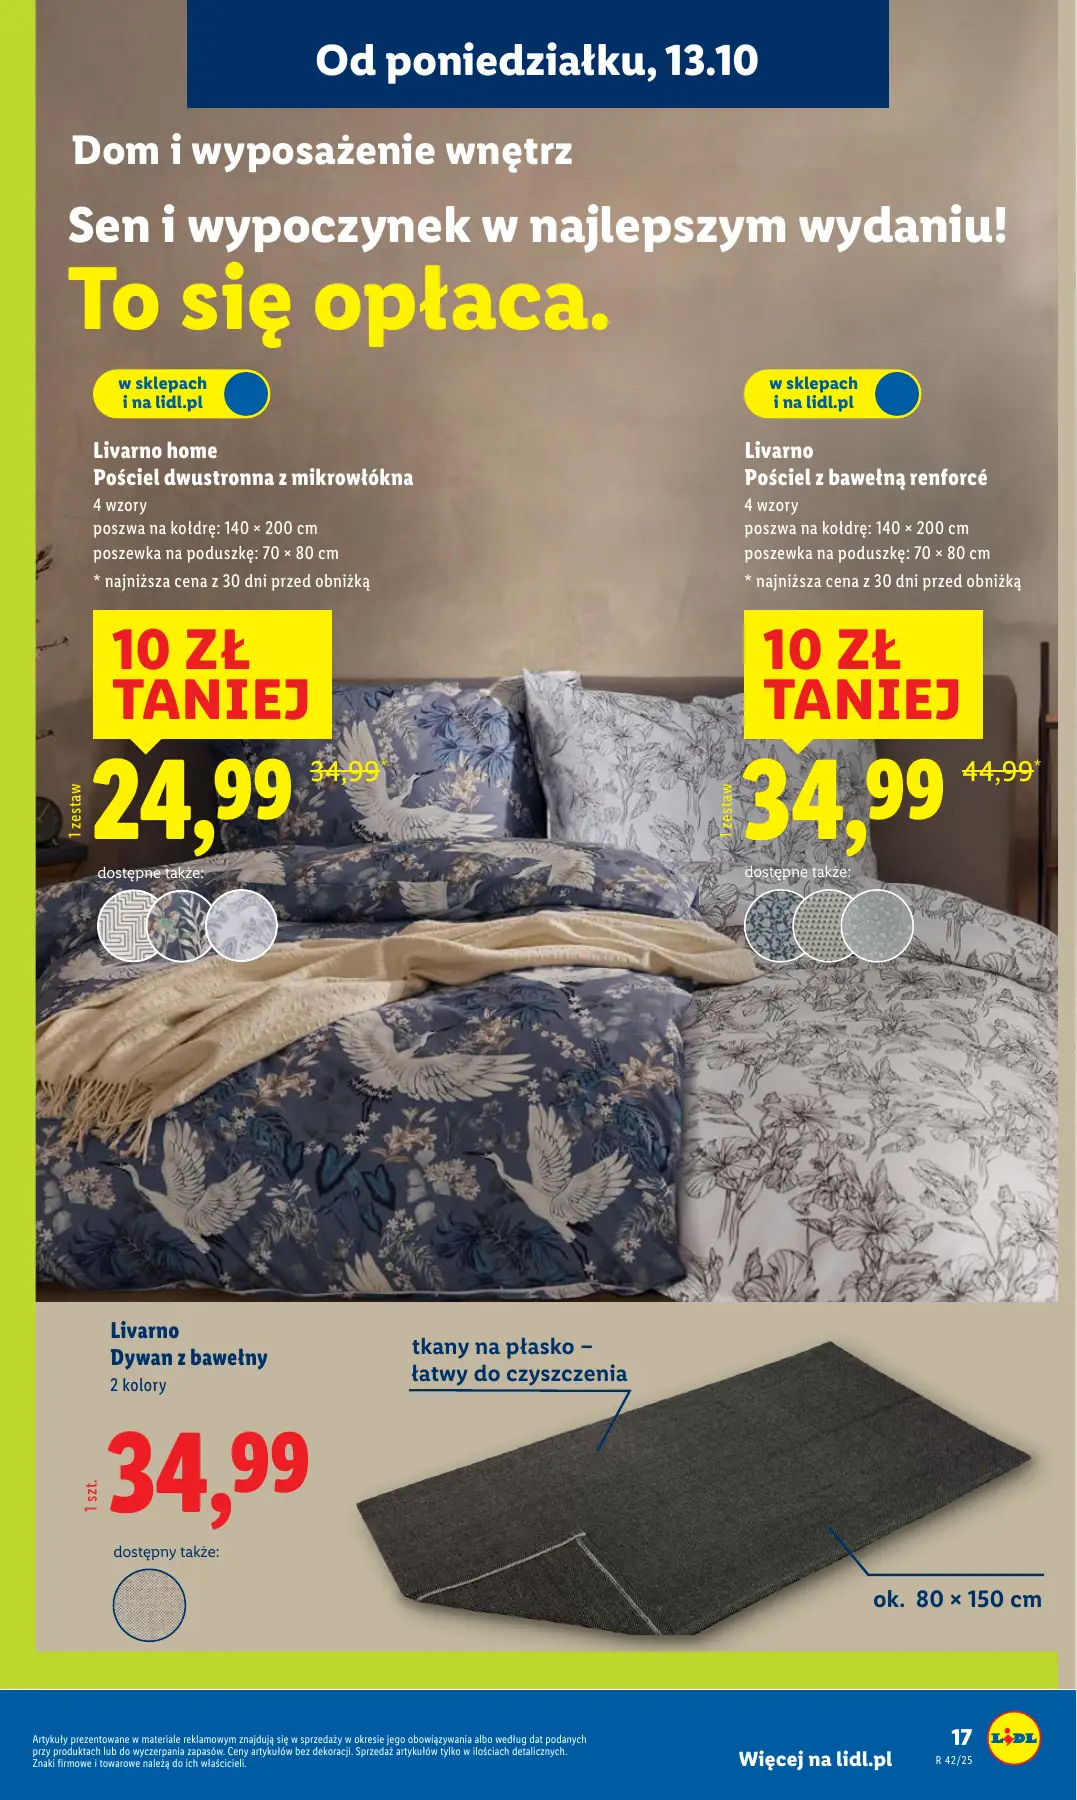 Od poniedziałku, 13.10
Dom i wyposażenie wnętrz
Sen i wypoczynek w najlepszym wydaniu!
To się opłaca.
w sklepach
i na lidl.pl
Livarno home
Pościel dwustronna z mikrowłókna
4 wzory
poszwa na kołdrę: 140 × 200 cm
poszewka na poduszkę: 70 × 80 cm
* najniższa cena z 30 dni przed obniżką
10 ZŁ
TANIEJ
1 zestaw
24,99
34,99*
dostępne także:
w sklepach
i na lidl.pl
Livarno
Pościel z bawełną renforcé
4 wzory
poszwa na kołdrę: 140 × 200 cm
poszewka na poduszkę: 70 × 80 cm
* najniższa cena z 30 dni przed obniżką
10 ZŁ
TANIEJ
1 zestaw
34,99
44,99*
dostępne także:
Livarno
Dywan z bawełny
2 kolory
1 szt.
34,99
dostępny także:
tkany na płasko –
łatwy do czyszczenia
ok. 80 × 150 cm
Artykuły prezentowane w materiale reklamowym znajdują się w sprzedaży w okresie jego obowiązywania albo według dat podanych
przy produktach lub do wyczerpania zapasów. Ceny artykułów bez dekoracji. Sprzedaż artykułów tylko w ilościach detalicznych.
Znaki firmowe i towarowe należą do ich właścicieli.
Więcej na lidl.pl
17
R 42/25
LIDL